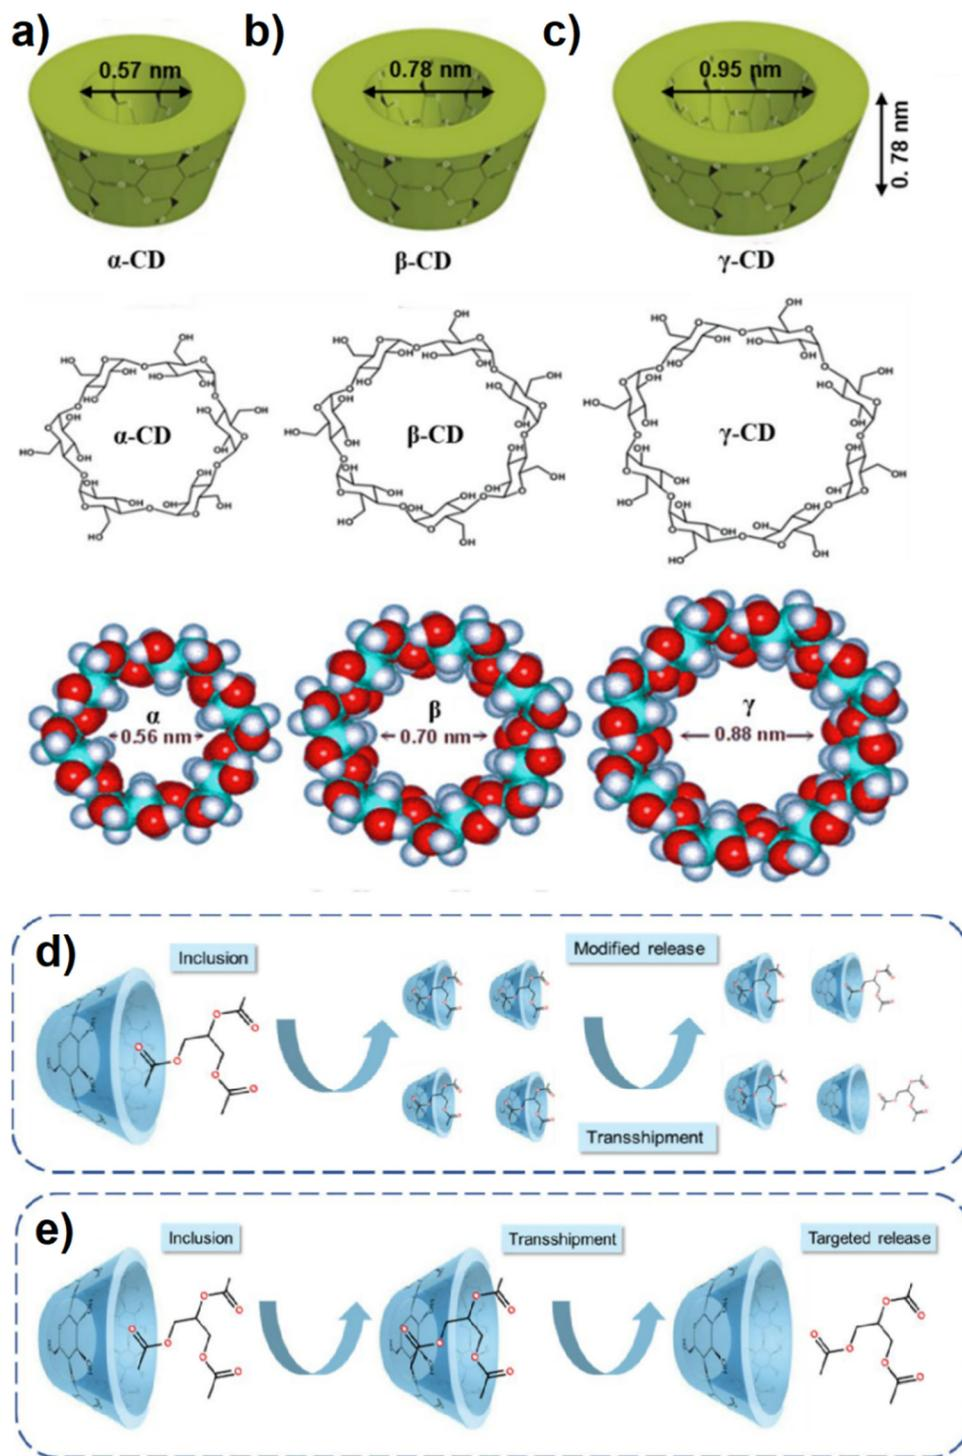 a)
b)
c)
0.57 nm
0.78 nm
0.95 nm
0. 78 nm
α-CD
β-CD
γ-CD
α-CD
β-CD
γ-CD
α
0.56 nm
β
0.70 nm
γ
0.88 nm
d)
Inclusion
Modified release
Transshipment
e)
Inclusion
Transshipment
Targeted release